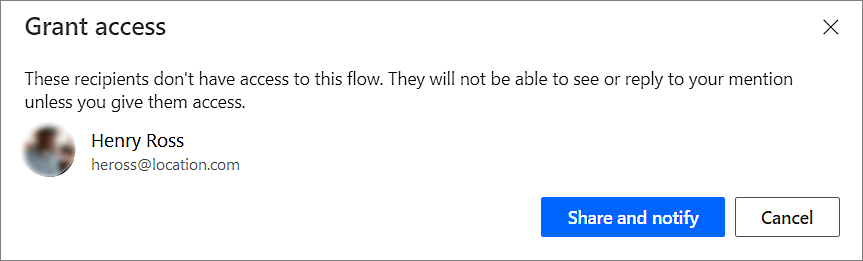 Grant access
These recipients don't have access to this flow. They will not be able to see or reply to your mention
unless you give them access.
Henry Ross
heross@location.com
Share and notify
Cancel